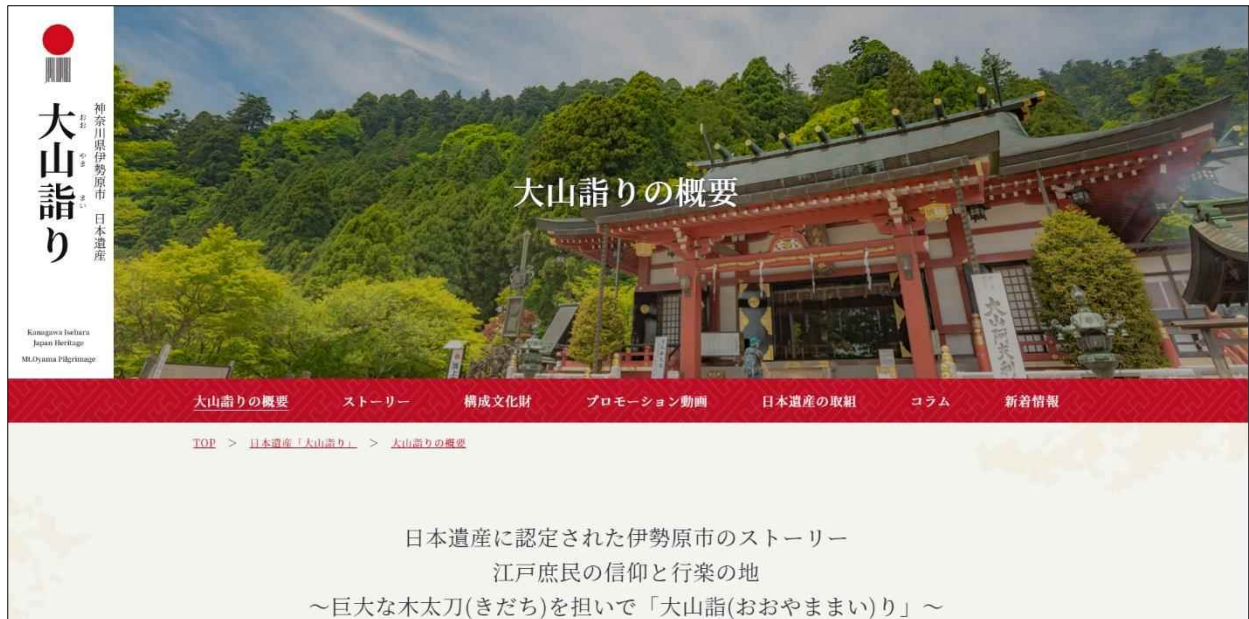 神奈川県伊勢原市 日本遺産
大山詣り
おお やま まい
Kanagawa Isehara
Japan Heritage
Mt.Oyama Pilgrimage
大山詣りの概要
大山阿夫利
大山詣りの概要 ストーリー 構成文化財 プロモーション動画 日本遺産の取組 コラム 新着情報
TOP > 日本遺産「大山詣り」 > 大山詣りの概要
日本遺産に認定された伊勢原市のストーリー
江戸庶民の信仰と行楽の地
～巨大な木太刀(きだち)を担いで「大山詣(おおやままい)り」～